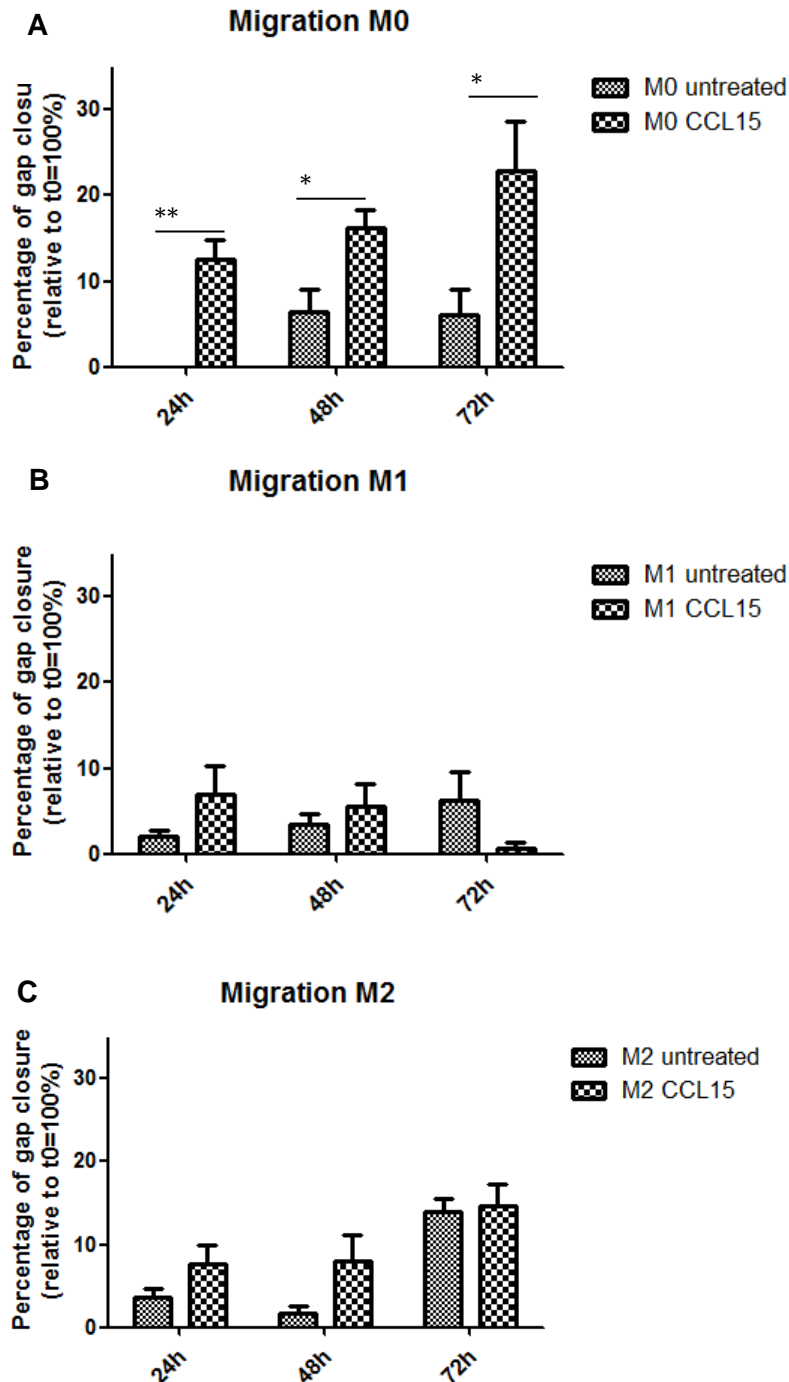 A
Migration M0
Percentage of gap closu
(relative to t0=100%)
30
20
10
0
**
*
*
24h
48h
72h
M0 untreated
M0 CCL15
B
Migration M1
Percentage of gap closure
(relative to t0=100%)
30
20
10
0
24h
48h
72h
M1 untreated
M1 CCL15
C
Migration M2
Percentage of gap closure
(relative to t0=100%)
30
20
10
0
24h
48h
72h
M2 untreated
M2 CCL15